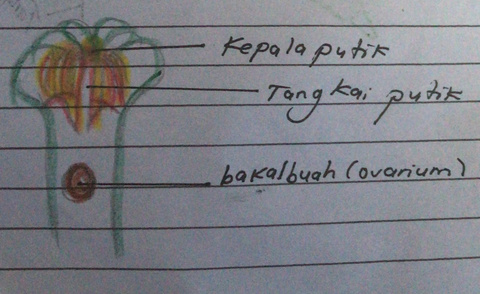 Kepala putik
Tangkai putik
bakalbuah (ovarium)